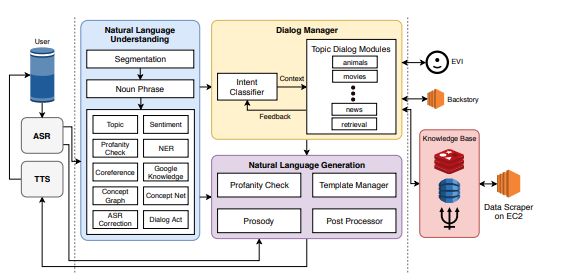 User
ASR
TTS
Natural Language
Understanding
Segmentation
Noun Phrase
Topic
Sentiment
Profanity
Check
NER
Coreference
Google
Knowledge
Concept
Graph
Concept Net
ASR
Correction
Dialog Act
Dialog Manager
Intent
Classifier
Context
Feedback
Topic Dialog Modules
animals
movies
news
retrieval
Natural Language Generation
Profanity Check
Template Manager
Prosody
Post Processor
EVI
Backstory
Knowledge Base
Data Scraper
on EC2